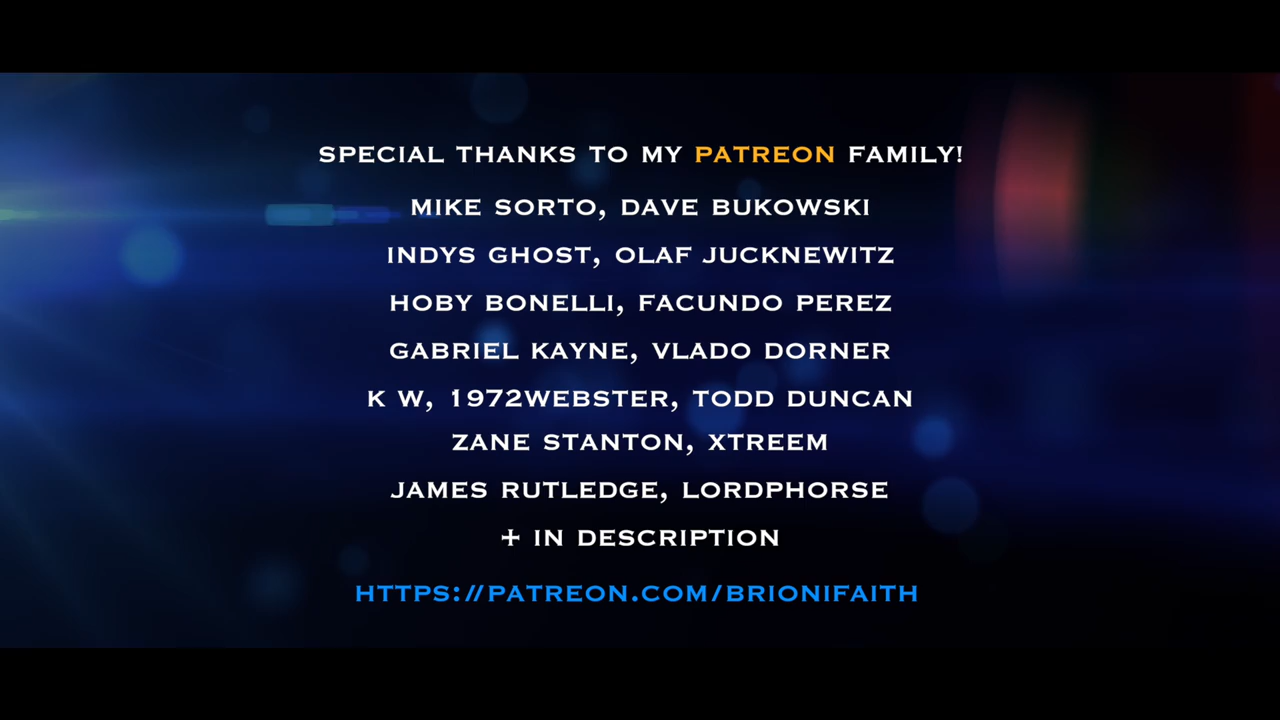 SPECIAL THANKS TO MY PATREON FAMILY!
MIKE SORTO, DAVE BUKOWSKI
INDYS GHOST, OLAF JUCKNEWITZ
HOBY BONELLI, FACUNDO PEREZ
GABRIEL KAYNE, VLADO DORNER
K W, 1972WEBSTER, TODD DUNCAN
ZANE STANTON, XTREEM
JAMES RUTLEDGE, LORDPHORSE
+ IN DESCRIPTION
HTTPS://PATREON.COM/BRIONIFAITH